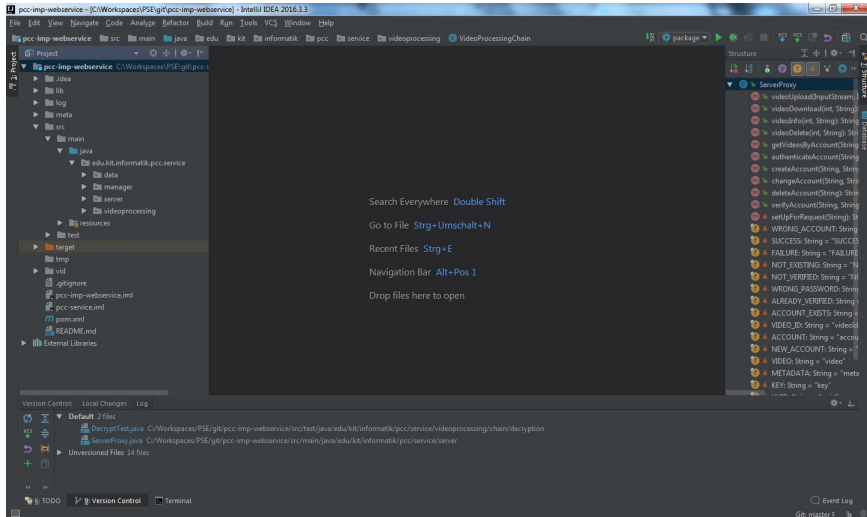 pcc-imp-webservice - [C:\Workspaces\PSE\git\pcc-imp-webservice] - IntelliJ IDEA 2016.3.3
File Edit View Navigate Code Analyze Refactor Build Run Tools VCS Window Help
pcc-imp-webservice src main java edu kit informatik pcc service videoprocessing VideoProcessingChain package
Project
Structure
1: Project
7: Structure
Database
pcc-imp-webservice C:\Workspaces\PSE\git\pcc-i
.idea
lib
log
meta
src
main
java
edu.kit.informatik.pcc.service
data
manager
server
videoprocessing
resources
test
target
tmp
vid
.gitignore
pcc-imp-webservice.iml
pcc-service.iml
pom.xml
README.md
External Libraries
Search Everywhere Double Shift
Go to File Strg+Umschalt+N
Recent Files Strg+E
Navigation Bar Alt+Pos 1
Drop files here to open
ServerProxy
videoUpload(InputStream,
videoDownload(int, String):
videoInfo(int, String): String
videoDelete(int, String): Stri
getVideosByAccount(String
authenticateAccount(String
createAccount(String, String
changeAccount(String, Stri
deleteAccount(String): Strin
verifyAccount(String, String
setUpForRequest(String): St
WRONG_ACCOUNT: String
SUCCESS: String = "SUCCES
FAILURE: String = "FAILURE
NOT_EXISTING: String = "N
NOT_VERIFIED: String = "NO
WRONG_PASSWORD: String
ALREADY_VERIFIED: String =
ACCOUNT_EXISTS: String =
VIDEO_ID: String = "videoId
ACCOUNT: String = "accou
NEW_ACCOUNT: String = "
VIDEO: String = "video"
METADATA: String = "meta
KEY: String = "key"
Version Control: Local Changes Log
Default 2 files
DecryptTest.java C:/Workspaces/PSE/git/pcc-imp-webservice/src/test/java/edu/kit/informatik/pcc/service/videoprocessing/chain/decryption
ServerProxy.java C:/Workspaces/PSE/git/pcc-imp-webservice/src/main/java/edu/kit/informatik/pcc/service/server
Unversioned Files 14 files
6: TODO 9: Version Control Terminal Event Log
Git: master